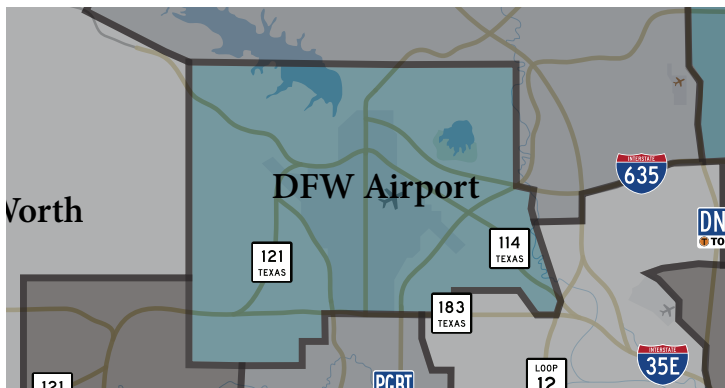 DFW Airport
Worth
INTERSTATE
635
DN
TO
121
TEXAS
114
TEXAS
183
TEXAS
INTERSTATE
35E
LOOP
12
PGBT
121